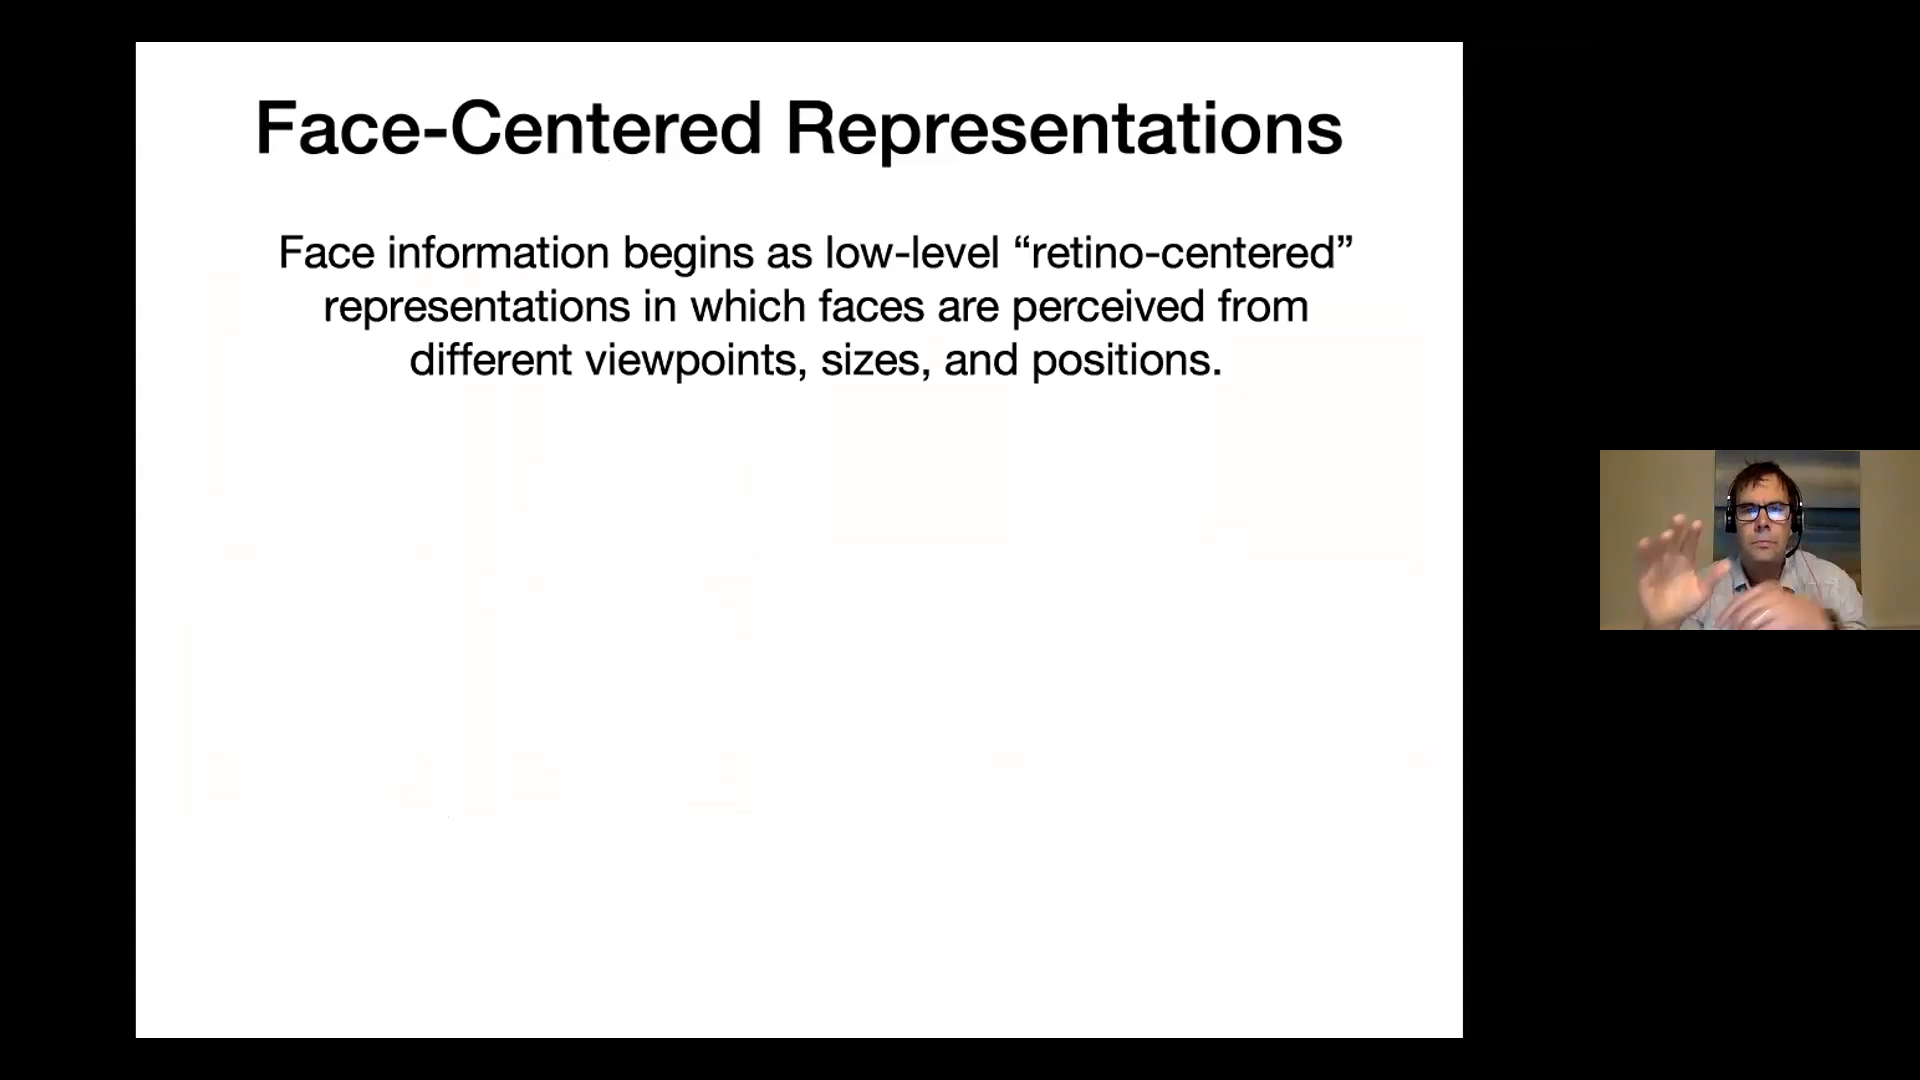 Face-Centered Representations
Face information begins as low-level “retino-centered”
representations in which faces are perceived from
different viewpoints, sizes, and positions.